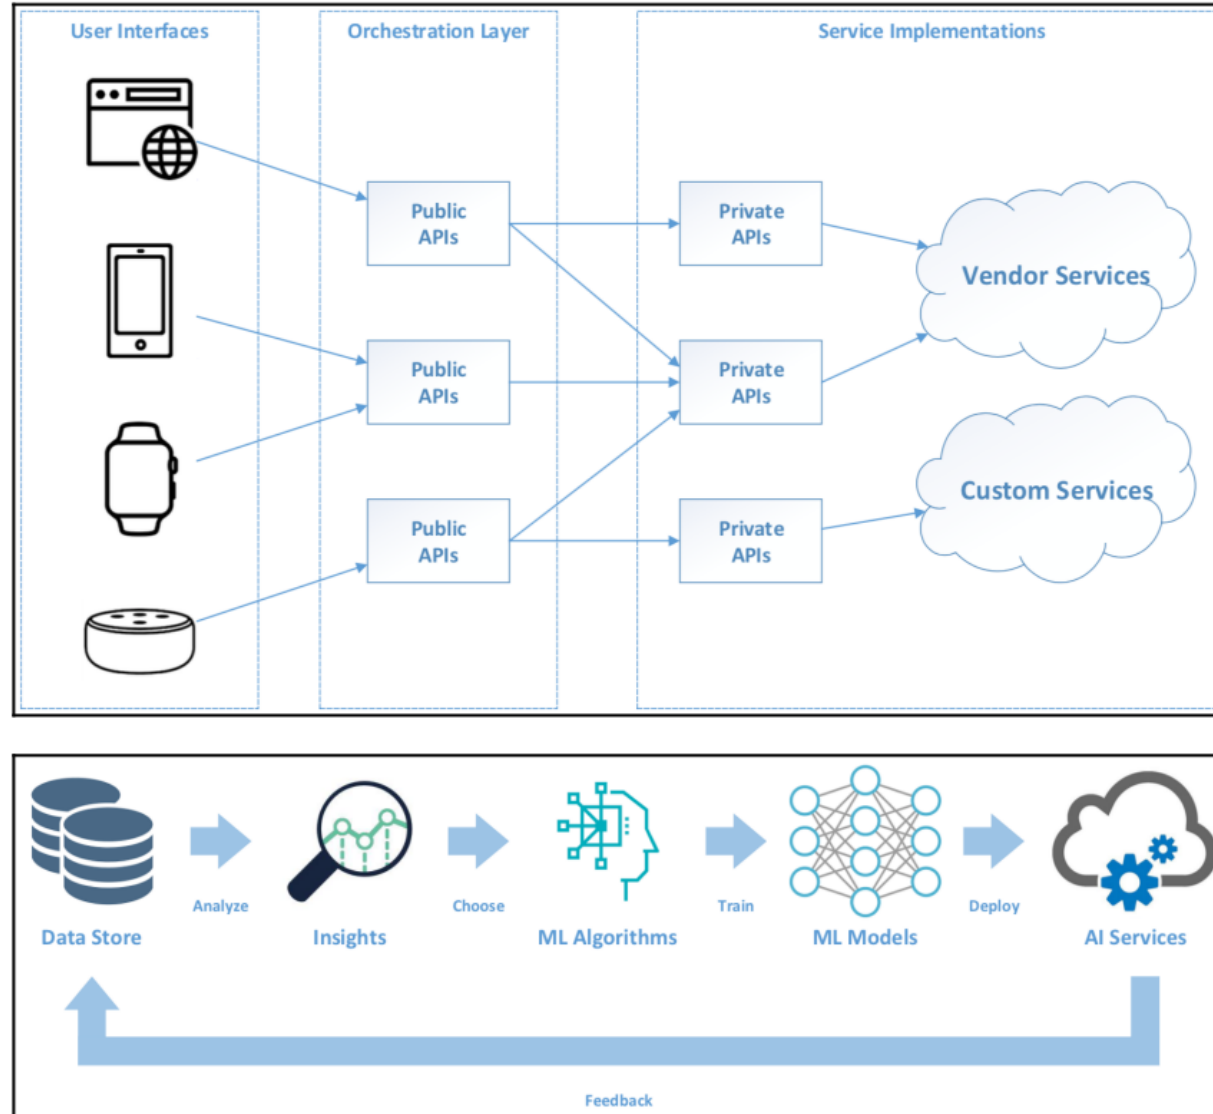 User Interfaces
Orchestration Layer
Service Implementations
Public
APIs
Private
APIs
Vendor Services
Public
APIs
Private
APIs
Custom Services
Public
APIs
Private
APIs
Analyze
Choose
Train
Deploy
Data Store
Insights
ML Algorithms
ML Models
AI Services
Feedback